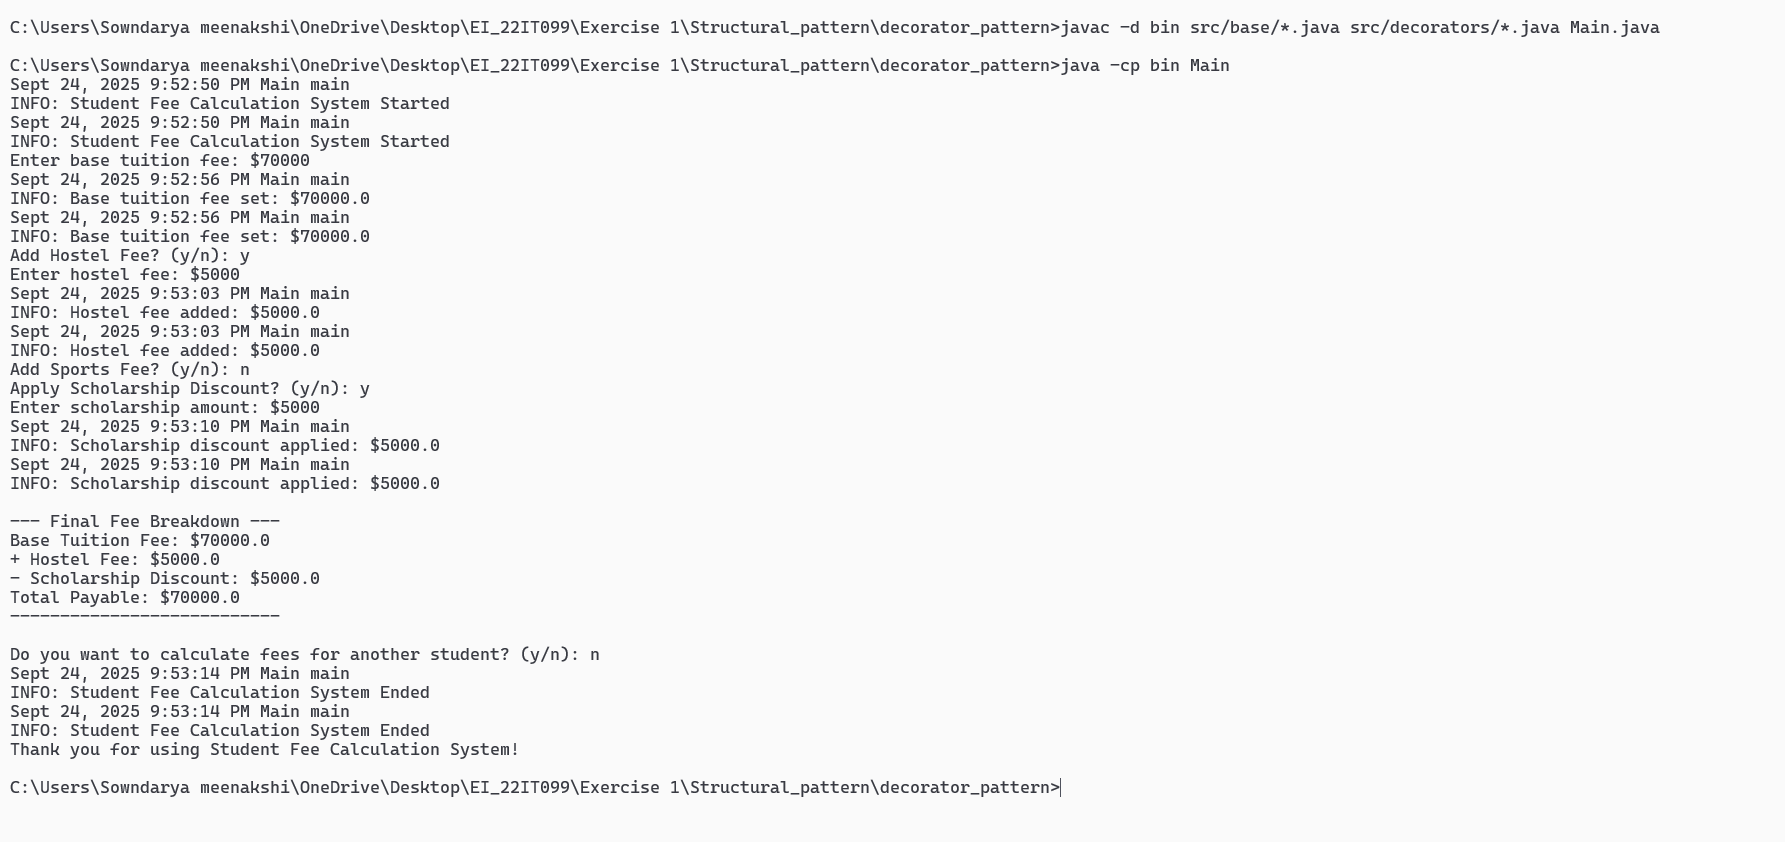 C:\Users\Sowndarya meenakshi\OneDrive\Desktop\EI_22IT099\Exercise 1\Structural_pattern\decorator_pattern>javac -d bin src/base/*.java src/decorators/*.java Main.java
C:\Users\Sowndarya meenakshi\OneDrive\Desktop\EI_22IT099\Exercise 1\Structural_pattern\decorator_pattern>java -cp bin Main
Sept 24, 2025 9:52:50 PM Main main
INFO: Student Fee Calculation System Started
Sept 24, 2025 9:52:50 PM Main main
INFO: Student Fee Calculation System Started
Enter base tuition fee: $70000
Sept 24, 2025 9:52:56 PM Main main
INFO: Base tuition fee set: $70000.0
Sept 24, 2025 9:52:56 PM Main main
INFO: Base tuition fee set: $70000.0
Add Hostel Fee? (y/n): y
Enter hostel fee: $5000
Sept 24, 2025 9:53:03 PM Main main
INFO: Hostel fee added: $5000.0
Sept 24, 2025 9:53:03 PM Main main
INFO: Hostel fee added: $5000.0
Add Sports Fee? (y/n): n
Apply Scholarship Discount? (y/n): y
Enter scholarship amount: $5000
Sept 24, 2025 9:53:10 PM Main main
INFO: Scholarship discount applied: $5000.0
Sept 24, 2025 9:53:10 PM Main main
INFO: Scholarship discount applied: $5000.0
--- Final Fee Breakdown ---
Base Tuition Fee: $70000.0
+ Hostel Fee: $5000.0
- Scholarship Discount: $5000.0
Total Payable: $70000.0
---------------------------
Do you want to calculate fees for another student? (y/n): n
Sept 24, 2025 9:53:14 PM Main main
INFO: Student Fee Calculation System Ended
Sept 24, 2025 9:53:14 PM Main main
INFO: Student Fee Calculation System Ended
Thank you for using Student Fee Calculation System!
C:\Users\Sowndarya meenakshi\OneDrive\Desktop\EI_22IT099\Exercise 1\Structural_pattern\decorator_pattern>